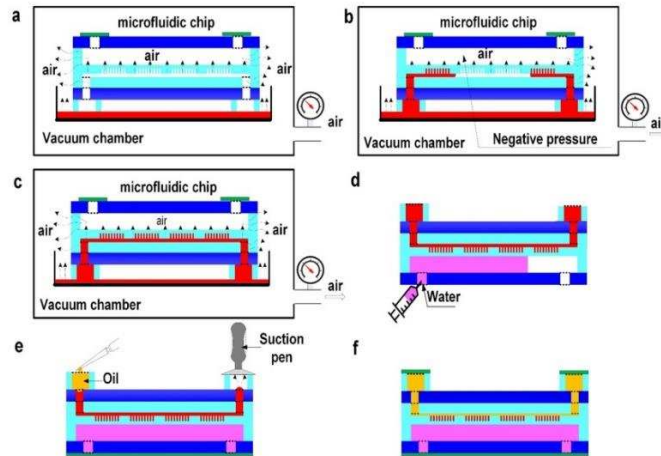 a
microfluidic chip
air
air
air
air
Vacuum chamber
b
microfluidic chip
air
air
Vacuum chamber
Negative pressure
c
microfluidic chip
air
air
air
air
Vacuum chamber
d
Water
e
Oil
Suction
pen
f